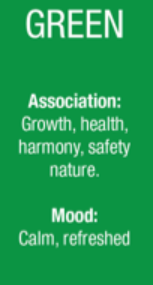 GREEN
Association:
Growth, health,
harmony, safety
nature.
Mood:
Calm, refreshed